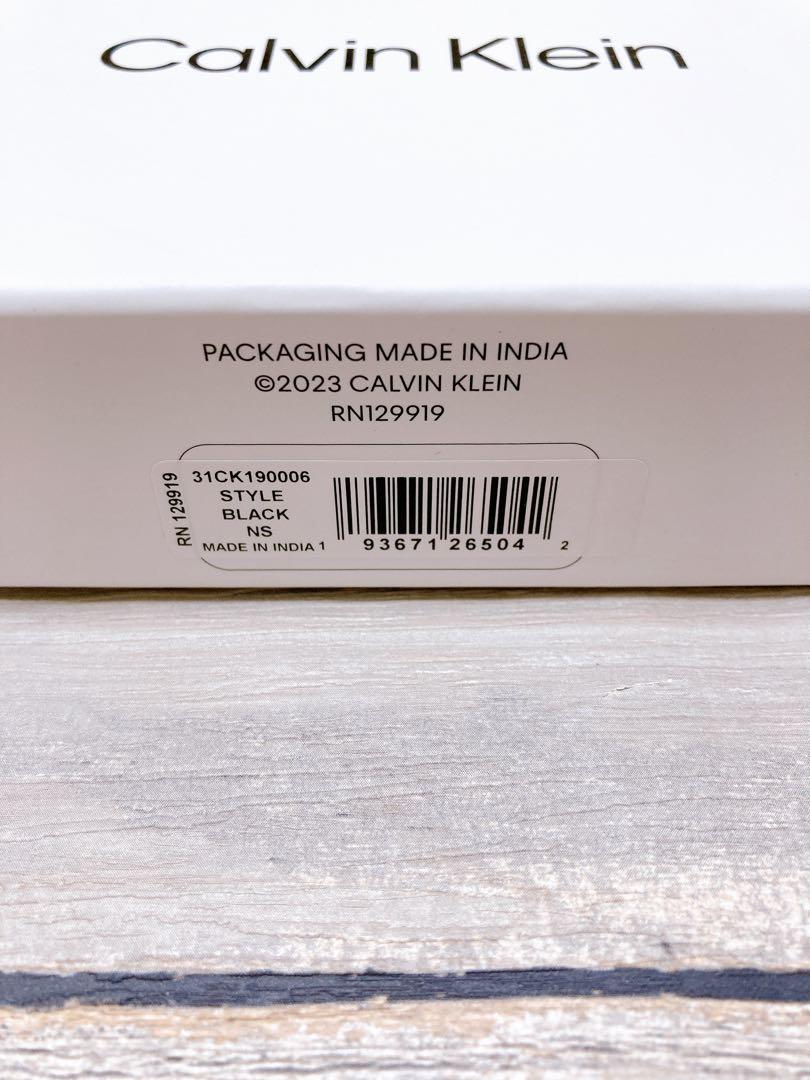 Calvin Klein
PACKAGING MADE IN INDIA
©2023 CALVIN KLEIN
RN129919
RN 129919
31CK190006
STYLE
BLACK
NS
MADE IN INDIA
1 93671 26504 2